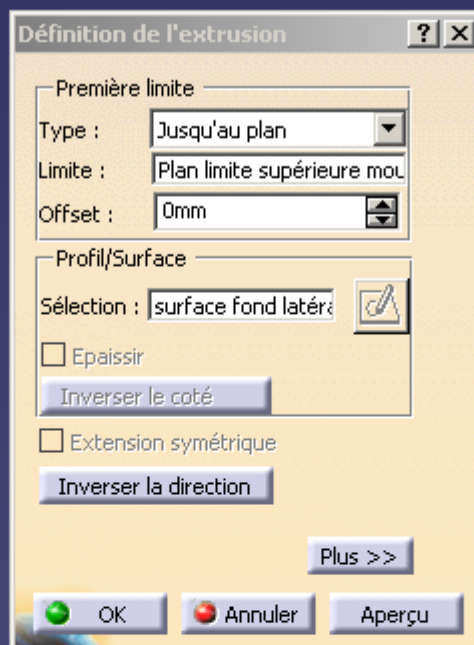 Définition de l'extrusion ? X
Première limite
Type : Jusqu'au plan
Limite : Plan limite supérieure mou
Offset : 0mm
Profil/Surface
Sélection : surface fond latéra
Epaissir
Inverser le coté
Extension symétrique
Inverser la direction
Plus >>
OK Annuler Aperçu